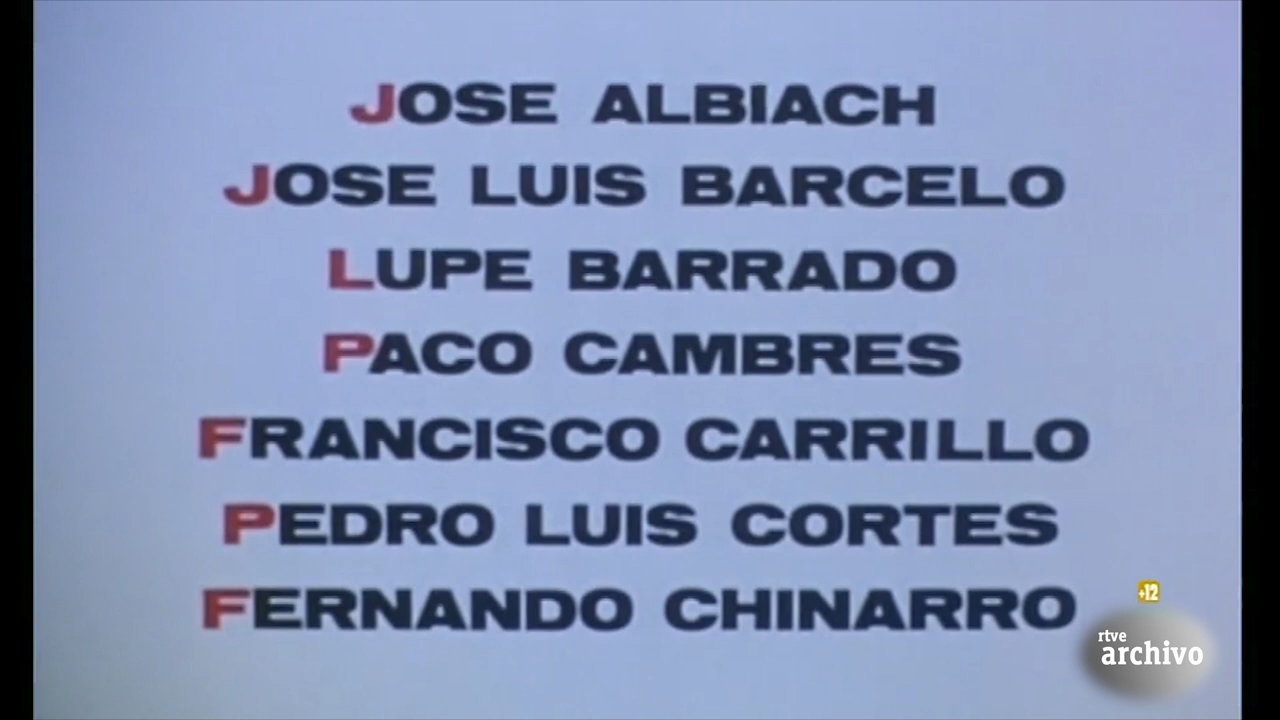 JOSE ALBIACH
JOSE LUIS BARCELO
LUPE BARRADO
PACO CAMBRES
FRANCISCO CARRILLO
PEDRO LUIS CORTES
FERNANDO CHINARRO
+12
rtve
archivo